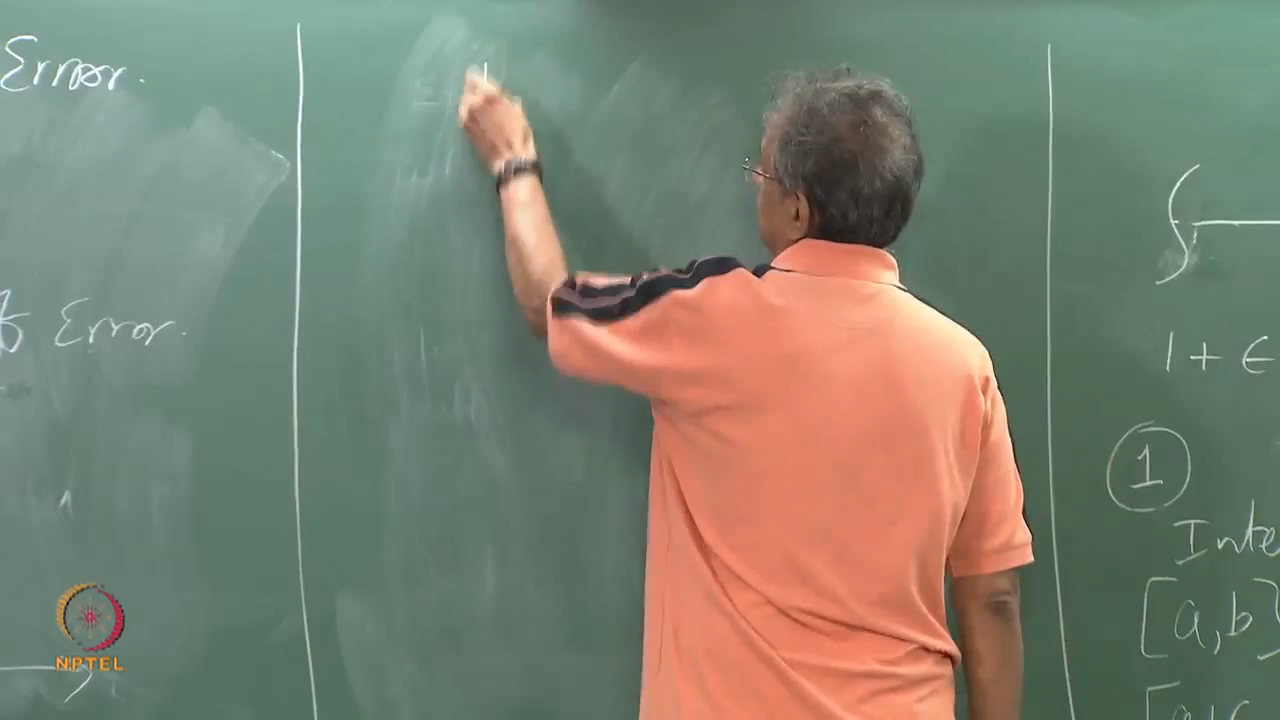 Error.
Error.
1 + ϵ
1
Inte
[a, b]
NPTEL